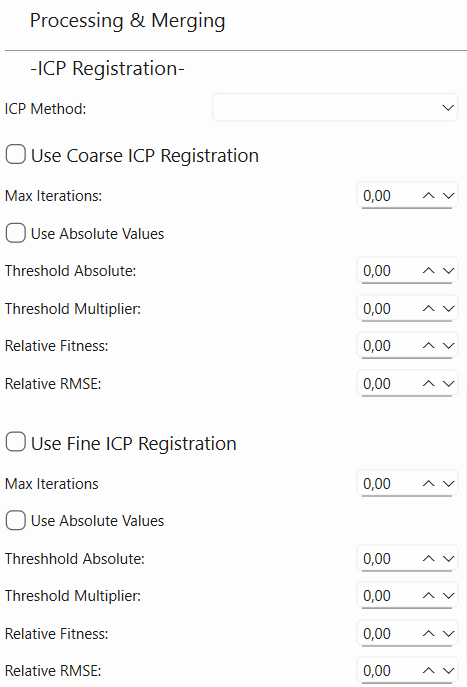 Processing & Merging
-ICP Registration-
ICP Method:
Use Coarse ICP Registration
Max Iterations: 0,00
Use Absolute Values
Threshold Absolute: 0,00
Threshold Multiplier: 0,00
Relative Fitness: 0,00
Relative RMSE: 0,00
Use Fine ICP Registration
Max Iterations 0,00
Use Absolute Values
Threshhold Absolute: 0,00
Threshold Multiplier: 0,00
Relative Fitness: 0,00
Relative RMSE: 0,00